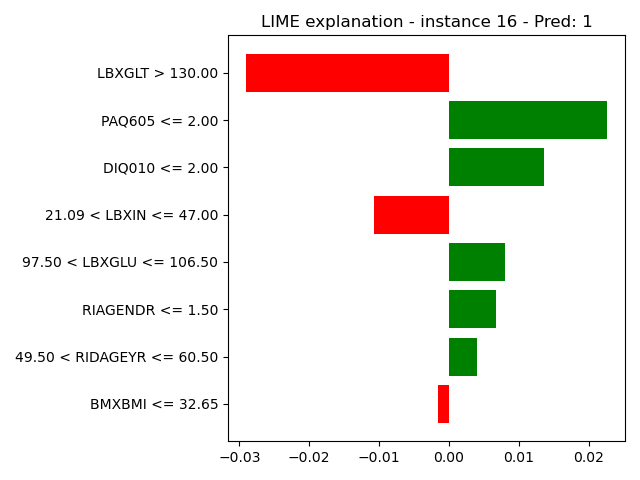 LIME explanation - instance 16 - Pred: 1
LBXGLT > 130.00
PAQ605 <= 2.00
DIQ010 <= 2.00
21.09 < LBXIN <= 47.00
97.50 < LBXGLU <= 106.50
RIAGENDR <= 1.50
49.50 < RIDAGEYR <= 60.50
BMXBMI <= 32.65
−0.03 −0.02 −0.01 0.00 0.01 0.02